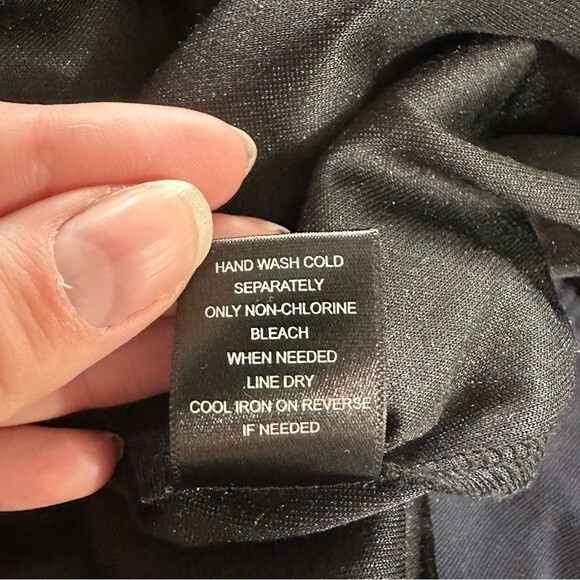 HAND WASH COLD
SEPARATELY
ONLY NON-CHLORINE
BLEACH
WHEN NEEDED
LINE DRY
COOL IRON ON REVERSE
IF NEEDED